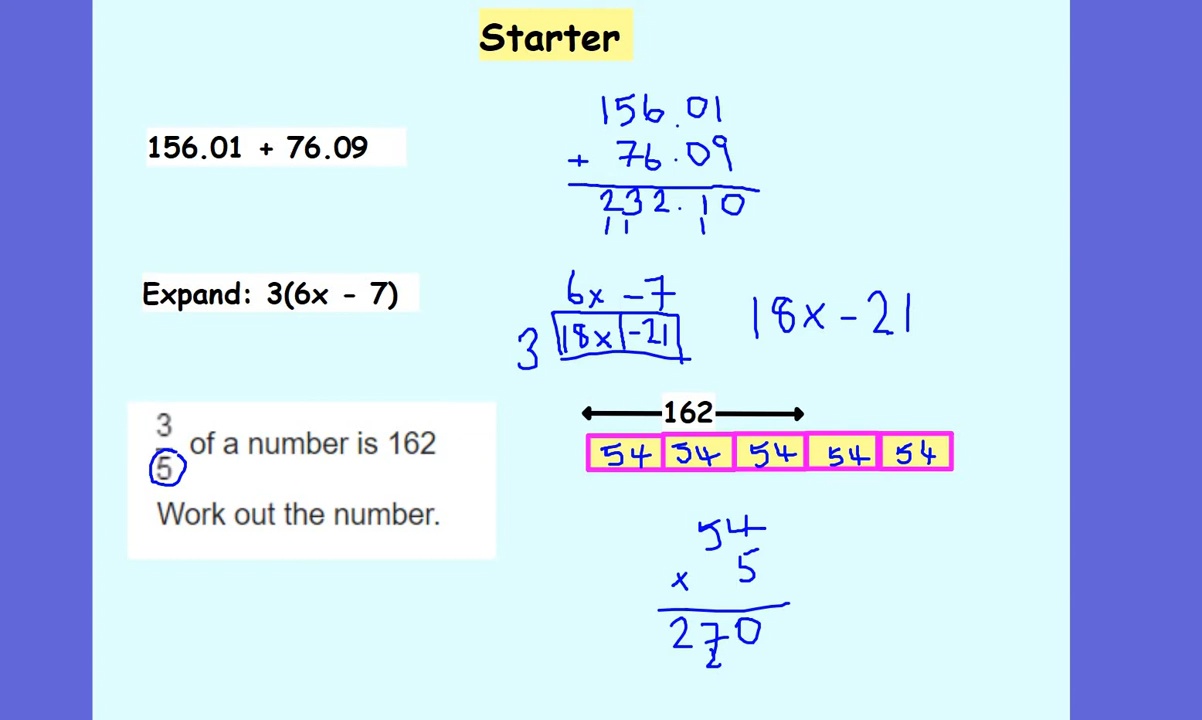 Starter
156.01 + 76.09
156.01
+ 76.09
232.10
1 1 1
Expand: 3(6x - 7)
6x - 7
3 18x -21
18x - 21
3
5
of a number is 162
Work out the number.
162
54 54 54 54 54
54
x 5
270
2